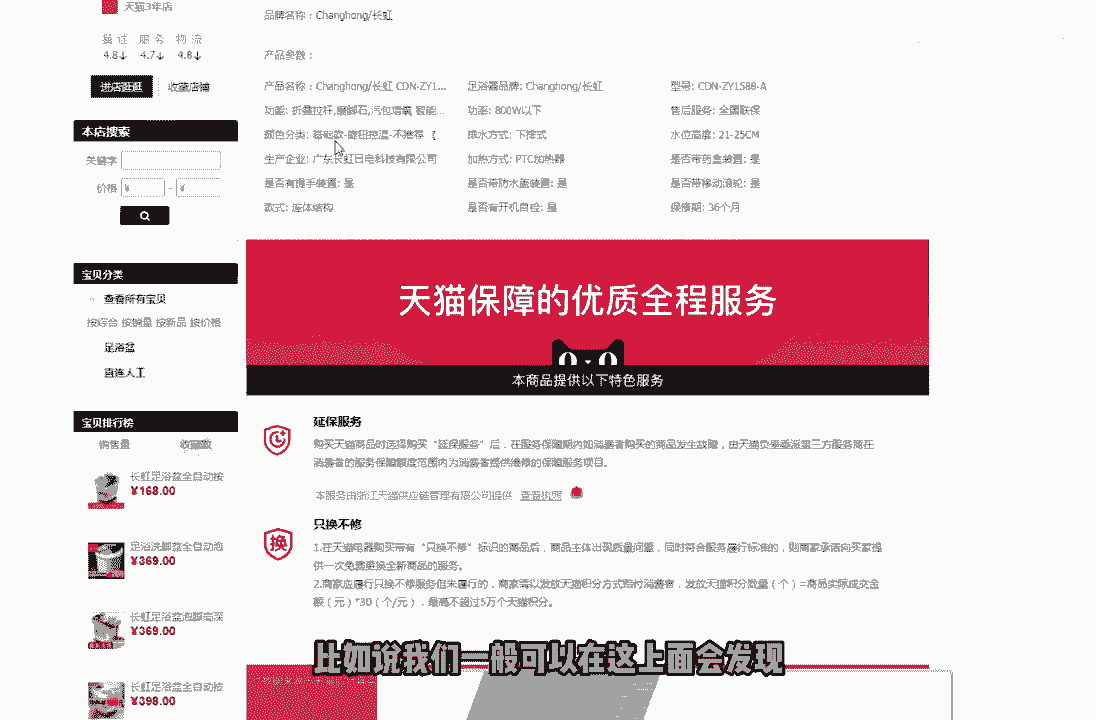 天猫3年店
描述 服务 物流
4.8↓ 4.7↓ 4.8↓
进店逛逛 收藏店铺
本店搜索
关键字
价格 ¥ - ¥
宝贝分类
查看所有宝贝
按综合 按销量 按新品 按价格
足浴盆
直连人工
宝贝排行榜
销售量 收藏数
长虹足浴盆全自动按
¥168.00
足浴洗脚盆全自动泡
¥369.00
长虹足浴盆泡脚高深
¥369.00
长虹足浴盆全自动按
¥398.00
品牌名称：Changhong/长虹
产品参数：
产品名称：Changhong/长虹 CDN-ZY1... 足浴器品牌: Changhong/长虹 型号: CDN-ZY1588-A
功能: 折叠拉杆,磨脚石,汽包增氧 智能... 功率: 800W以下 售后服务: 全国联保
颜色分类: 基础款-旋钮控温-不推荐 【 排水方式: 下排式 水位高度: 21-25CM
生产企业: 广东长虹日电科技有限公司 加热方式: PTC加热器 是否带药盒装置: 是
是否有提手装置: 是 是否带防水盖装置: 是 是否带移动滚轮: 是
款式: 连体结构 是否有开机自检: 是 保修期: 36个月
天猫保障的优质全程服务
本商品提供以下特色服务
延保服务
购买天猫商品时选择购买“延保服务”后，在服务保障期内如消费者购买的商品发生故障，由天猫负责委派第三方服务商在
消费者的服务保障额度范围内为消费者提供维修的保障服务项目。
本服务由浙江天猫供应链管理有限公司提供 查看执照
换
只换不修
1.在天猫电器购买带有“只换不修”标识的商品后，商品主体出现质量问题，同时符合服务履行标准的，则商家承诺向买家提
供一次免费更换全新商品的服务。
2.商家应履行只换不修服务但未履行的，商家需以发放天猫积分方式赔付消费者，发放天猫积分数量（个）=商品实际成交金
额（元）*30（个/元），最高不超过5万个天猫积分。
比如说我们一般可以在这上面会发现